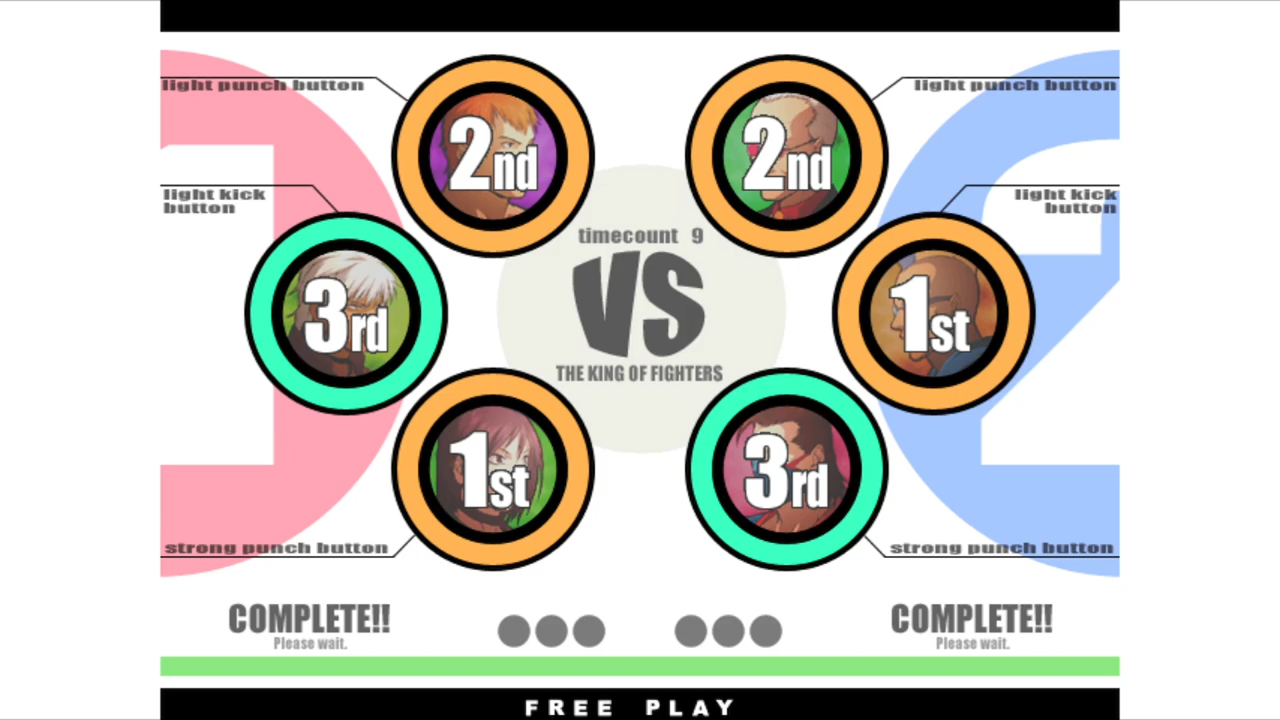 light punch button
light punch button
2nd
2nd
light kick
button
light kick
button
timecount 9
VS
3rd
1st
THE KING OF FIGHTERS
1st
3rd
strong punch button
strong punch button
COMPLETE!!
Please wait.
COMPLETE!!
Please wait.
FREE PLAY